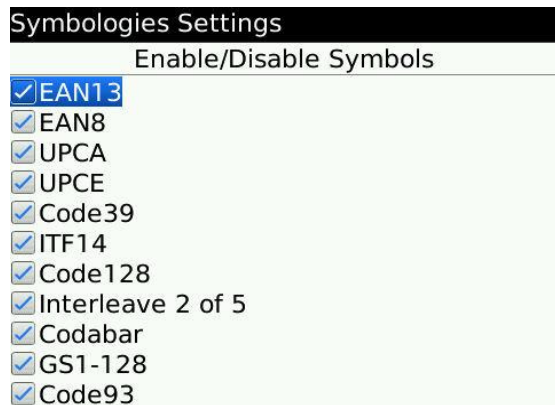 Symbologies Settings
Enable/Disable Symbols
EAN13
EAN8
UPCA
UPCE
Code39
ITF14
Code128
Interleave 2 of 5
Codabar
GS1-128
Code93